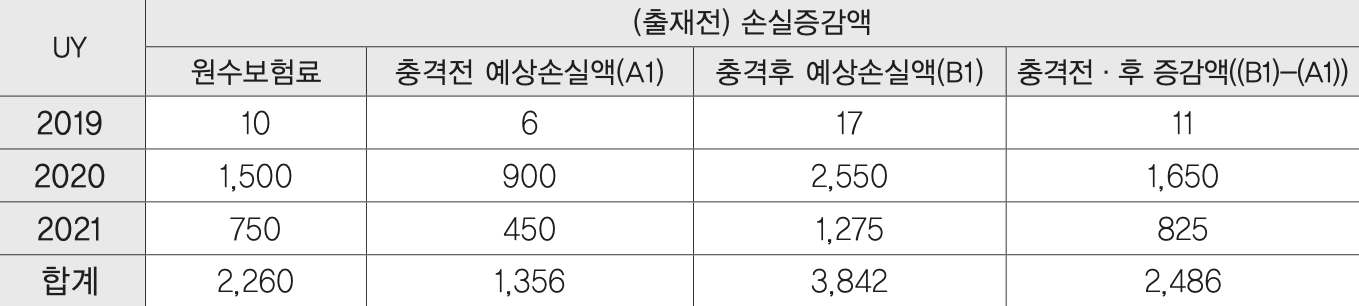 UY (출재전) 손실증감액
원수보험료 충격전 예상손실액(A1) 충격후 예상손실액(B1) 충격전 · 후 증감액((B1)–(A1))
2019 10 6 17 11
2020 1,500 900 2,550 1,650
2021 750 450 1,275 825
합계 2,260 1,356 3,842 2,486